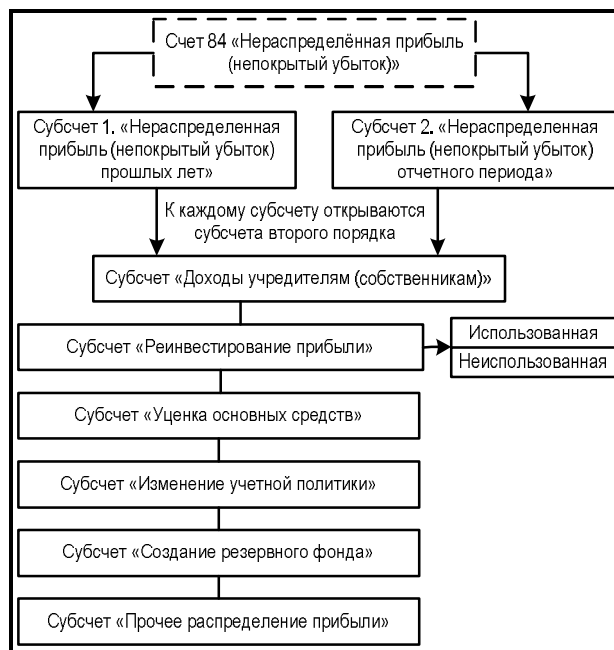 Счет 84 «Нераспределённая прибыль
(непокрытый убыток)»
Субсчет 1. «Нераспределенная
прибыль (непокрытый убыток)
прошлых лет»
Субсчет 2. «Нераспределенная
прибыль (непокрытый убыток)
отчетного периода»
К каждому субсчету открываются
субсчета второго порядка
Субсчет «Доходы учредителям (собственникам)»
Субсчет «Реинвестирование прибыли»
Использованная
Неиспользованная
Субсчет «Уценка основных средств»
Субсчет «Изменение учетной политики»
Субсчет «Создание резервного фонда»
Субсчет «Прочее распределение прибыли»